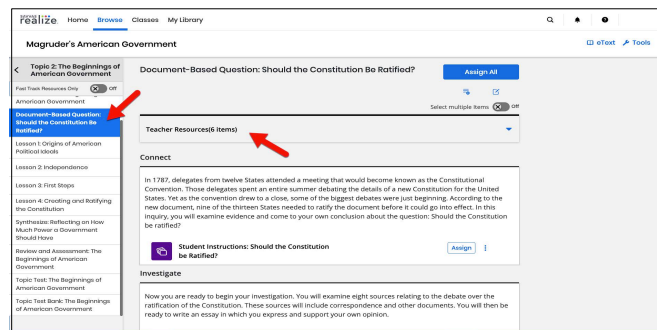 SAVVAS
realize.
Home Browse Classes My Library
Magruder's American Government
eText Tools
Topic 2: The Beginnings of
American Government
Fast Track Resources Only Off
American Government
Document-Based Question:
Should the Constitution Be
Ratified?
Lesson 1: Origins of American
Political Ideals
Lesson 2: Independence
Lesson 3: First Steps
Lesson 4: Creating and Ratifying
the Constitution
Synthesize: Reflecting on How
Much Power a Government
Should Have
Review and Assessment: The
Beginnings of American
Government
Topic Test: The Beginnings of
American Government
Topic Test Bank: The Beginnings
of American Government
Document-Based Question: Should the Constitution Be Ratified?
Assign All
Select multiple items Off
Teacher Resources(6 items)
Connect
In 1787, delegates from twelve States attended a meeting that would become known as the Constitutional
Convention. Those delegates spent an entire summer debating the details of a new Constitution for the United
States. Yet as the convention drew to a close, some of the biggest debates were just beginning. According to the
new document, nine of the thirteen States needed to ratify the document before it could go into effect. In this
inquiry, you will examine evidence and come to your own conclusion about the question: Should the Constitution
be ratified?
Student Instructions: Should the Constitution
be Ratified?
Assign
Investigate
Now you are ready to begin your investigation. You will examine eight sources relating to the debate over the
ratification of the Constitution. These sources will include correspondence and other documents. You will then be
ready to write an essay in which you express and support your own opinion.